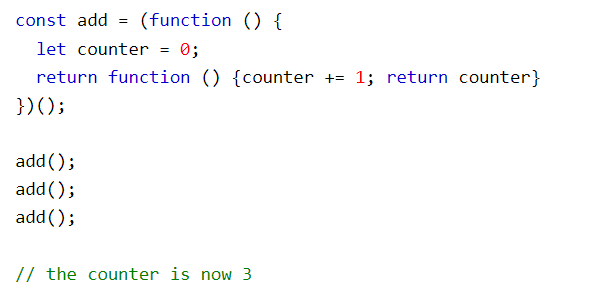 const add = (function () {
  let counter = 0;
  return function () {counter += 1; return counter}
})();

add();
add();
add();

// the counter is now 3